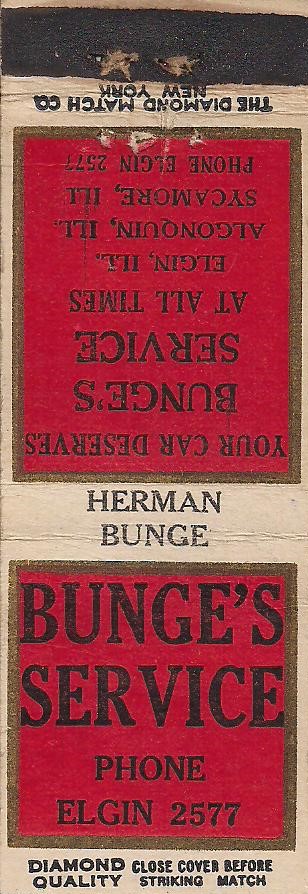 THE DIAMOND MATCH CO.
NEW YORK
YOUR CAR DESERVES
BUNGE'S
SERVICE
AT ALL TIMES
ELGIN, ILL.
ALGONQUIN, ILL.
SYCAMORE, ILL
PHONE ELGIN 2577
HERMAN
BUNGE
BUNGE'S
SERVICE
PHONE
ELGIN 2577
DIAMOND CLOSE COVER BEFORE
QUALITY STRIKING MATCH